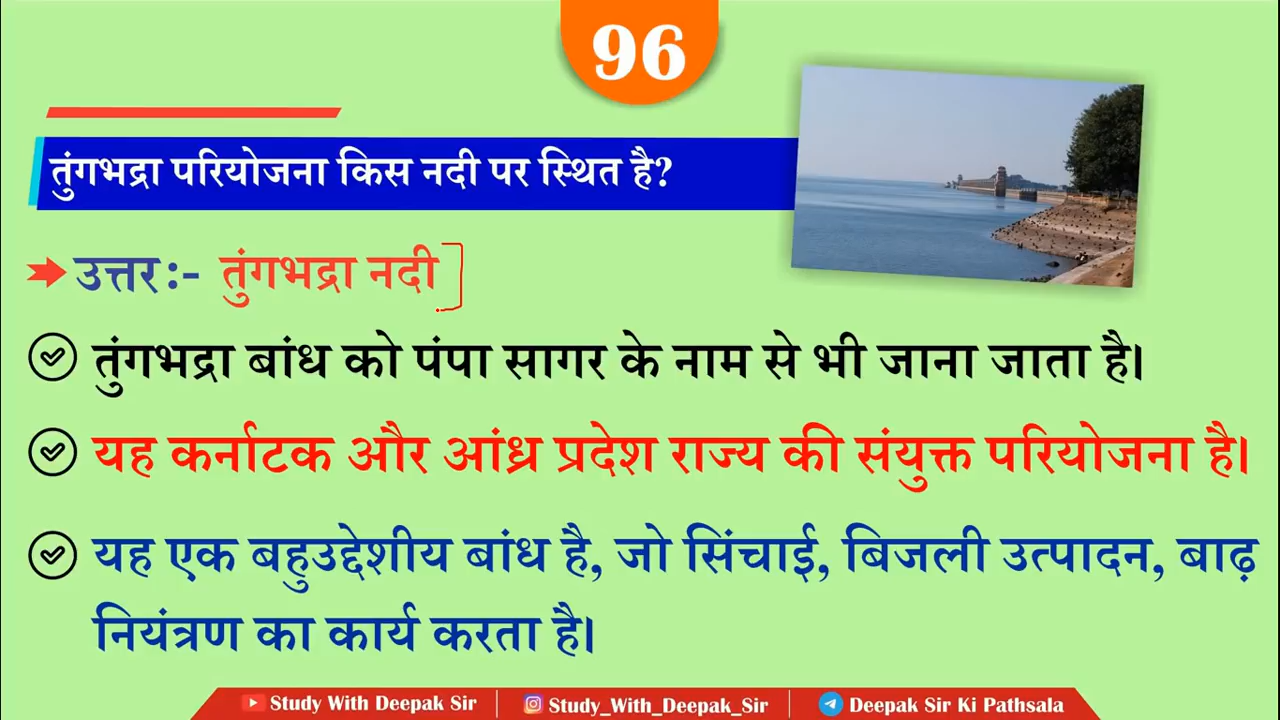 96
तुंगभद्रा परियोजना किस नदी पर स्थित है?
उत्तर:- तुंगभद्रा नदी
तुंगभद्रा बांध को पंपा सागर के नाम से भी जाना जाता है।
यह कर्नाटक और आंध्र प्रदेश राज्य की संयुक्त परियोजना है।
यह एक बहुउद्देशीय बांध है, जो सिंचाई, बिजली उत्पादन, बाढ़
नियंत्रण का कार्य करता है।
Study With Deepak Sir Study_With_Deepak_Sir Deepak Sir Ki Pathsala